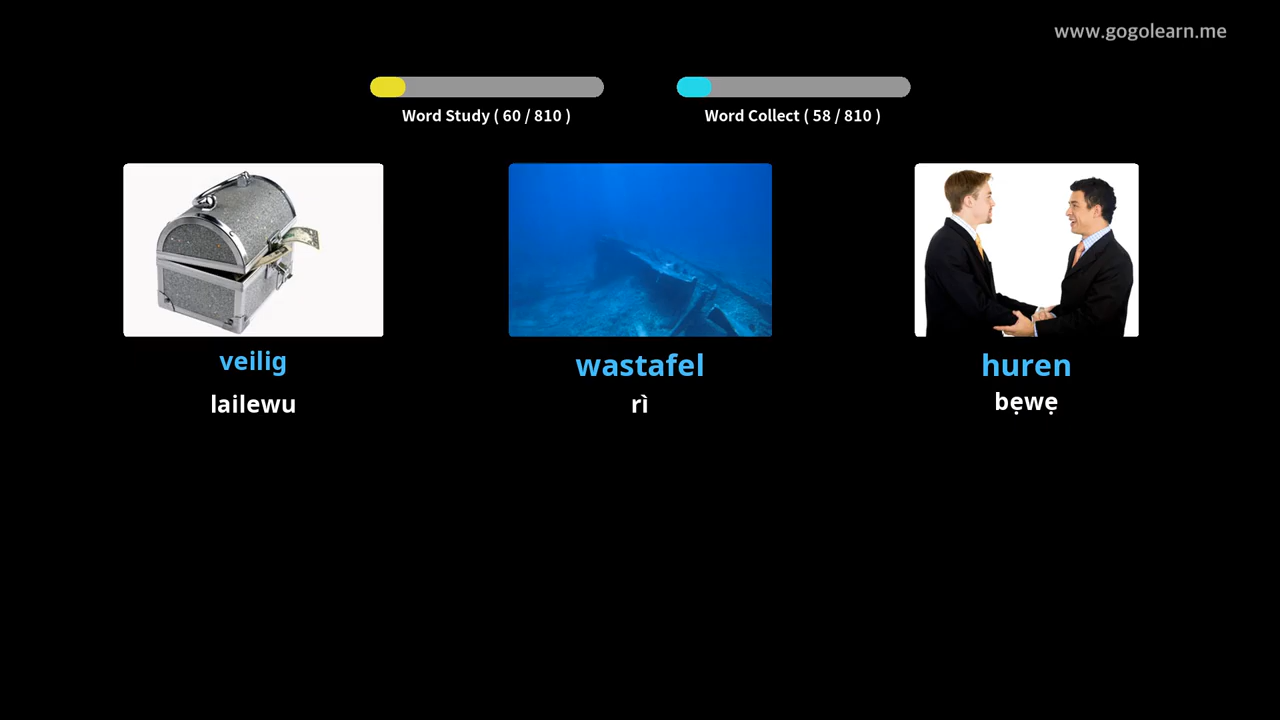 www.gogolearn.me
Word Study ( 60 / 810 )
Word Collect ( 58 / 810 )
veilig
wastafel
huren
lailewu
rì
bẹwẹ